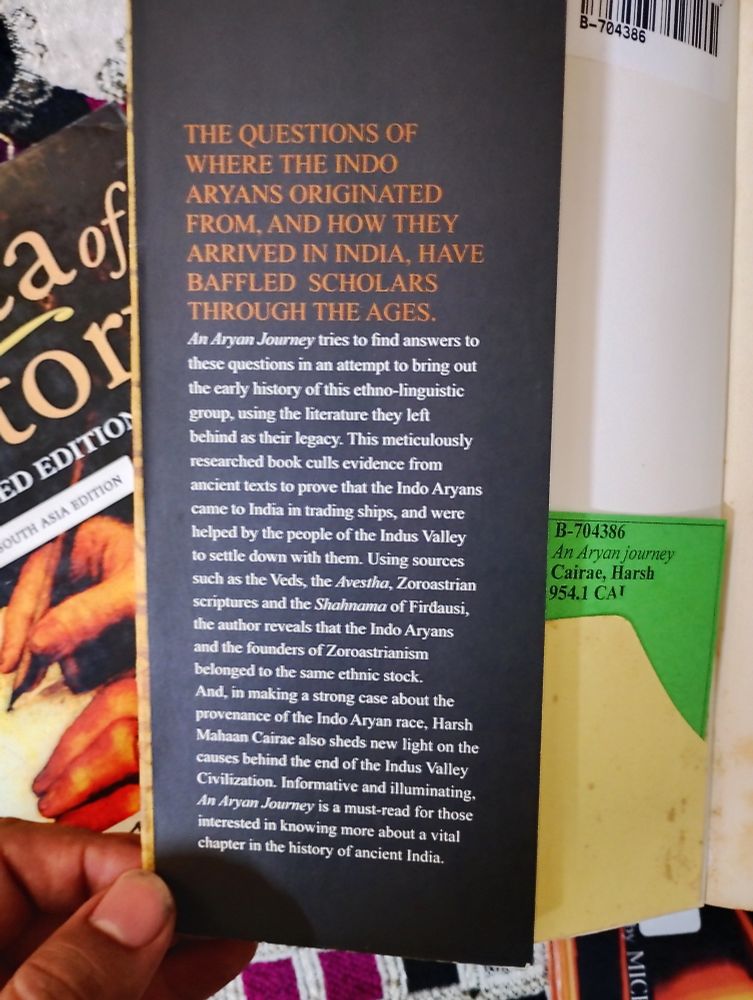 B-704386
THE QUESTIONS OF
WHERE THE INDO
ARYANS ORIGINATED
FROM, AND HOW THEY
ARRIVED IN INDIA, HAVE
BAFFLED SCHOLARS
THROUGH THE AGES.
An Aryan Journey tries to find answers to
these questions in an attempt to bring out
the early history of this ethno-linguistic
group, using the literature they left
behind as their legacy. This meticulously
researched book culls evidence from
ancient texts to prove that the Indo Aryans
came to India in trading ships, and were
helped by the people of the Indus Valley
to settle down with them. Using sources
such as the Veds, the Avestha, Zoroastrian
scriptures and the Shahnama of Firdausi,
the author reveals that the Indo Aryans
and the founders of Zoroastrianism
belonged to the same ethnic stock.
And, in making a strong case about the
provenance of the Indo Aryan race, Harsh
Mahaan Cairae also sheds new light on the
causes behind the end of the Indus Valley
Civilization. Informative and illuminating,
An Aryan Journey is a must-read for those
interested in knowing more about a vital
chapter in the history of ancient India.
B-704386
An Aryan journey
Cairae, Harsh
954.1 CAI
a of
tor
ED EDITION
SOUTH ASIA EDITION
MIC